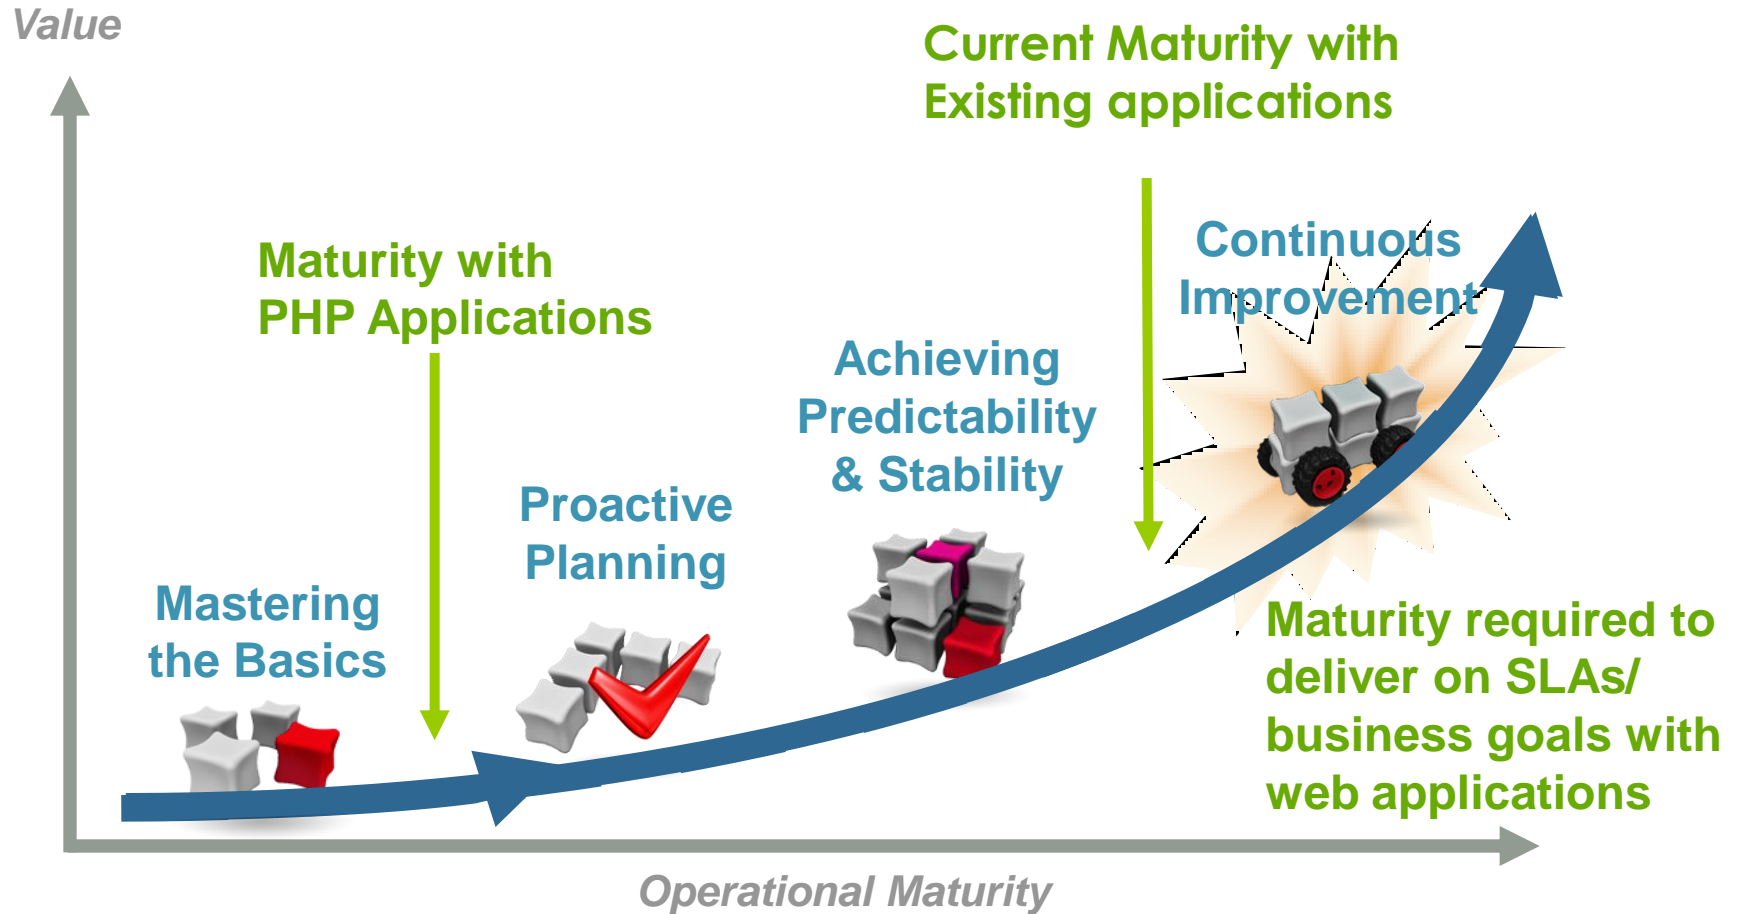 Value
Current Maturity with
Existing applications
Maturity with
PHP Applications
Continuous
Improvement
Achieving
Predictability
& Stability
Proactive
Planning
Mastering
the Basics
Maturity required to
deliver on SLAs/
business goals with
web applications
Operational Maturity